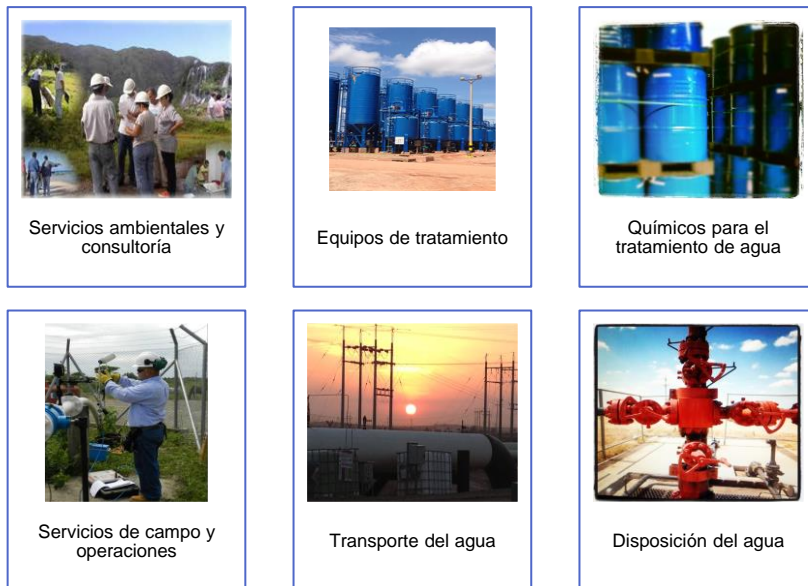 Servicios ambientales y
consultoría
Equipos de tratamiento
Químicos para el
tratamiento de agua
Servicios de campo y
operaciones
Transporte del agua
Disposición del agua